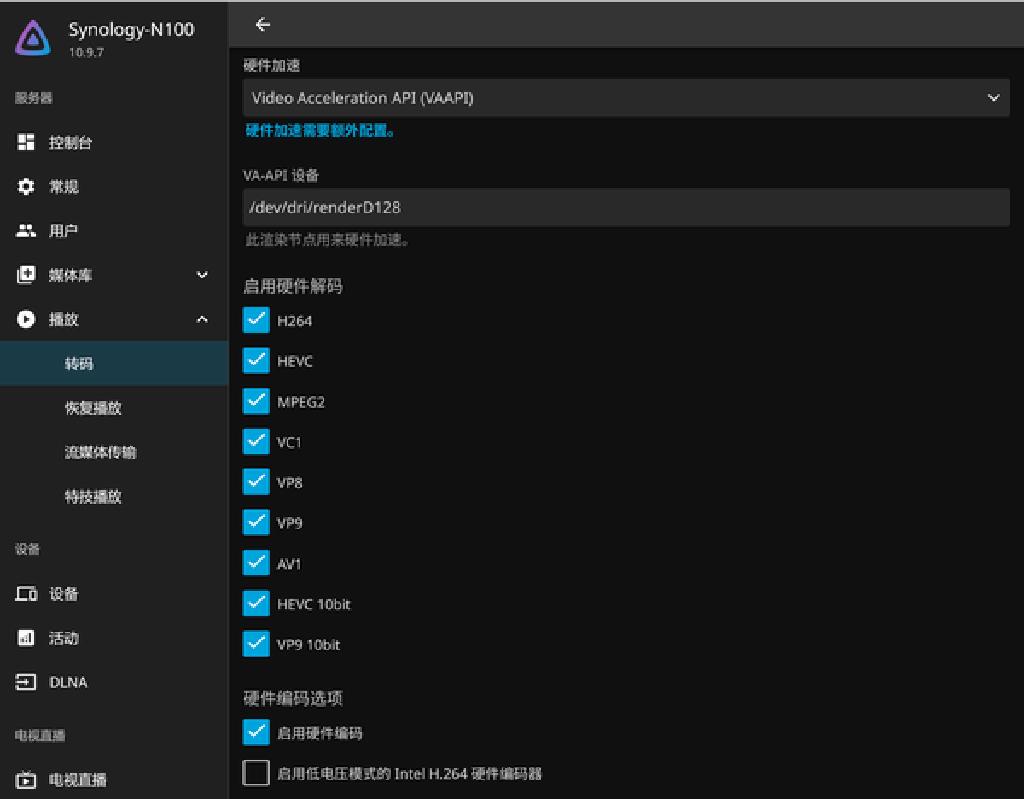 Synology-N100
10.9.7
服务器
控制台
常规
用户
媒体库
播放
转码
恢复播放
流媒体传输
特技播放
设备
设备
活动
DLNA
电视直播
电视直播
硬件加速
Video Acceleration API (VAAPI)
硬件加速需要额外配置。
VA-API 设备
/dev/dri/renderD128
此渲染节点用来硬件加速。
启用硬件解码
H264
HEVC
MPEG2
VC1
VP8
VP9
AV1
HEVC 10bit
VP9 10bit
硬件编码选项
启用硬件编码
启用低电压模式的 Intel H.264 硬件编码器